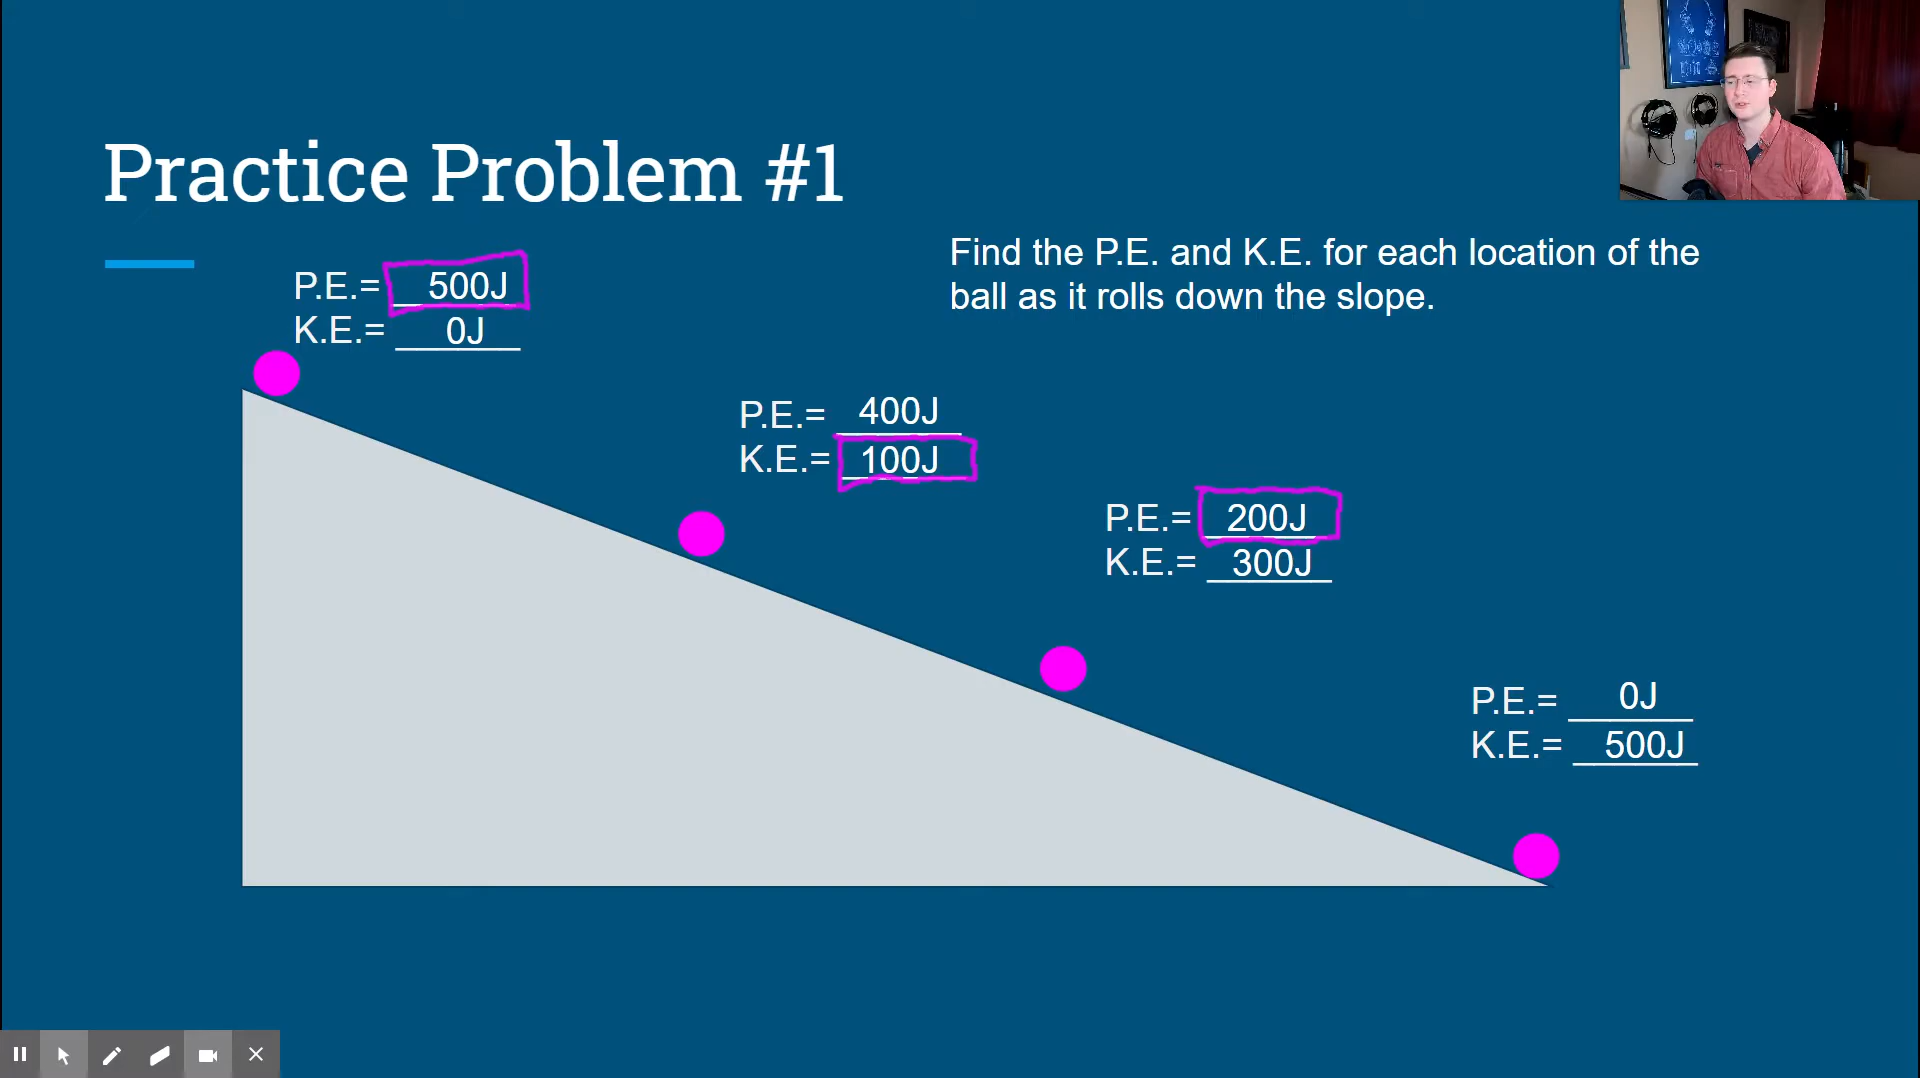 Practice Problem #1
Find the P.E. and K.E. for each location of the
ball as it rolls down the slope.
P.E.= 500J
K.E.= 0J
P.E.= 400J
K.E.= 100J
P.E.= 200J
K.E.= 300J
P.E.= 0J
K.E.= 500J